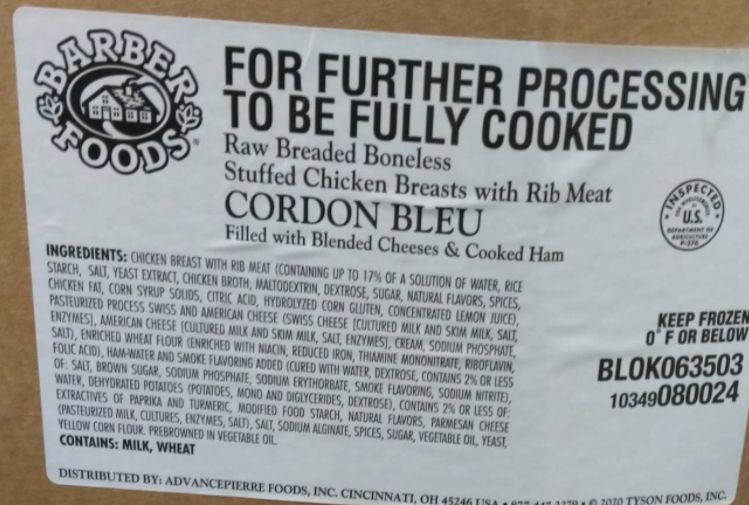 BARBER FOODS®
FOR FURTHER PROCESSING
TO BE FULLY COOKED
Raw Breaded Boneless
Stuffed Chicken Breasts with Rib Meat
CORDON BLEU
Filled with Blended Cheeses & Cooked Ham
INSPECTED
U.S.
DEPARTMENT OF
AGRICULTURE
P-276
INGREDIENTS: CHICKEN BREAST WITH RIB MEAT (CONTAINING UP TO 17% OF A SOLUTION OF WATER, RICE
STARCH, SALT, YEAST EXTRACT, CHICKEN BROTH, MALTODEXTRIN, DEXTROSE, SUGAR, NATURAL FLAVORS, SPICES,
CHICKEN FAT, CORN SYRUP SOLIDS, CITRIC ACID, HYDROLYZED CORN GLUTEN, CONCENTRATED LEMON JUICE),
PASTEURIZED PROCESS SWISS AND AMERICAN CHEESE (SWISS CHEESE [CULTURED MILK AND SKIM MILK, SALT,
ENZYMES], AMERICAN CHEESE [CULTURED MILK AND SKIM MILK, SALT, ENZYMES], CREAM, SODIUM PHOSPHATE,
SALT), ENRICHED WHEAT FLOUR (ENRICHED WITH NIACIN, REDUCED IRON, THIAMINE MONONITRATE, RIBOFLAVIN,
FOLIC ACID), HAM-WATER AND SMOKE FLAVORING ADDED (CURED WITH WATER, DEXTROSE, CONTAINS 2% OR LESS
OF: SALT, BROWN SUGAR, SODIUM PHOSPHATE, SODIUM ERYTHORBATE, SMOKE FLAVORING, SODIUM NITRITE),
WATER, DEHYDRATED POTATOES (POTATOES, MONO AND DIGLYCERIDES, DEXTROSE), CONTAINS 2% OR LESS OF:
EXTRACTIVES OF PAPRIKA AND TURMERIC, MODIFIED FOOD STARCH, NATURAL FLAVORS, PARMESAN CHEESE
(PASTEURIZED MILK, CULTURES, ENZYMES, SALT), SALT, SODIUM ALGINATE, SPICES, SUGAR, VEGETABLE OIL, YEAST,
YELLOW CORN FLOUR. PREBROWNED IN VEGETABLE OIL.
CONTAINS: MILK, WHEAT
KEEP FROZEN
0° F OR BELOW
BLOK063503
10349080024
DISTRIBUTED BY: ADVANCEPIERRE FOODS, INC. CINCINNATI, OH 45246 USA • © 2020 TYSON FOODS, INC.